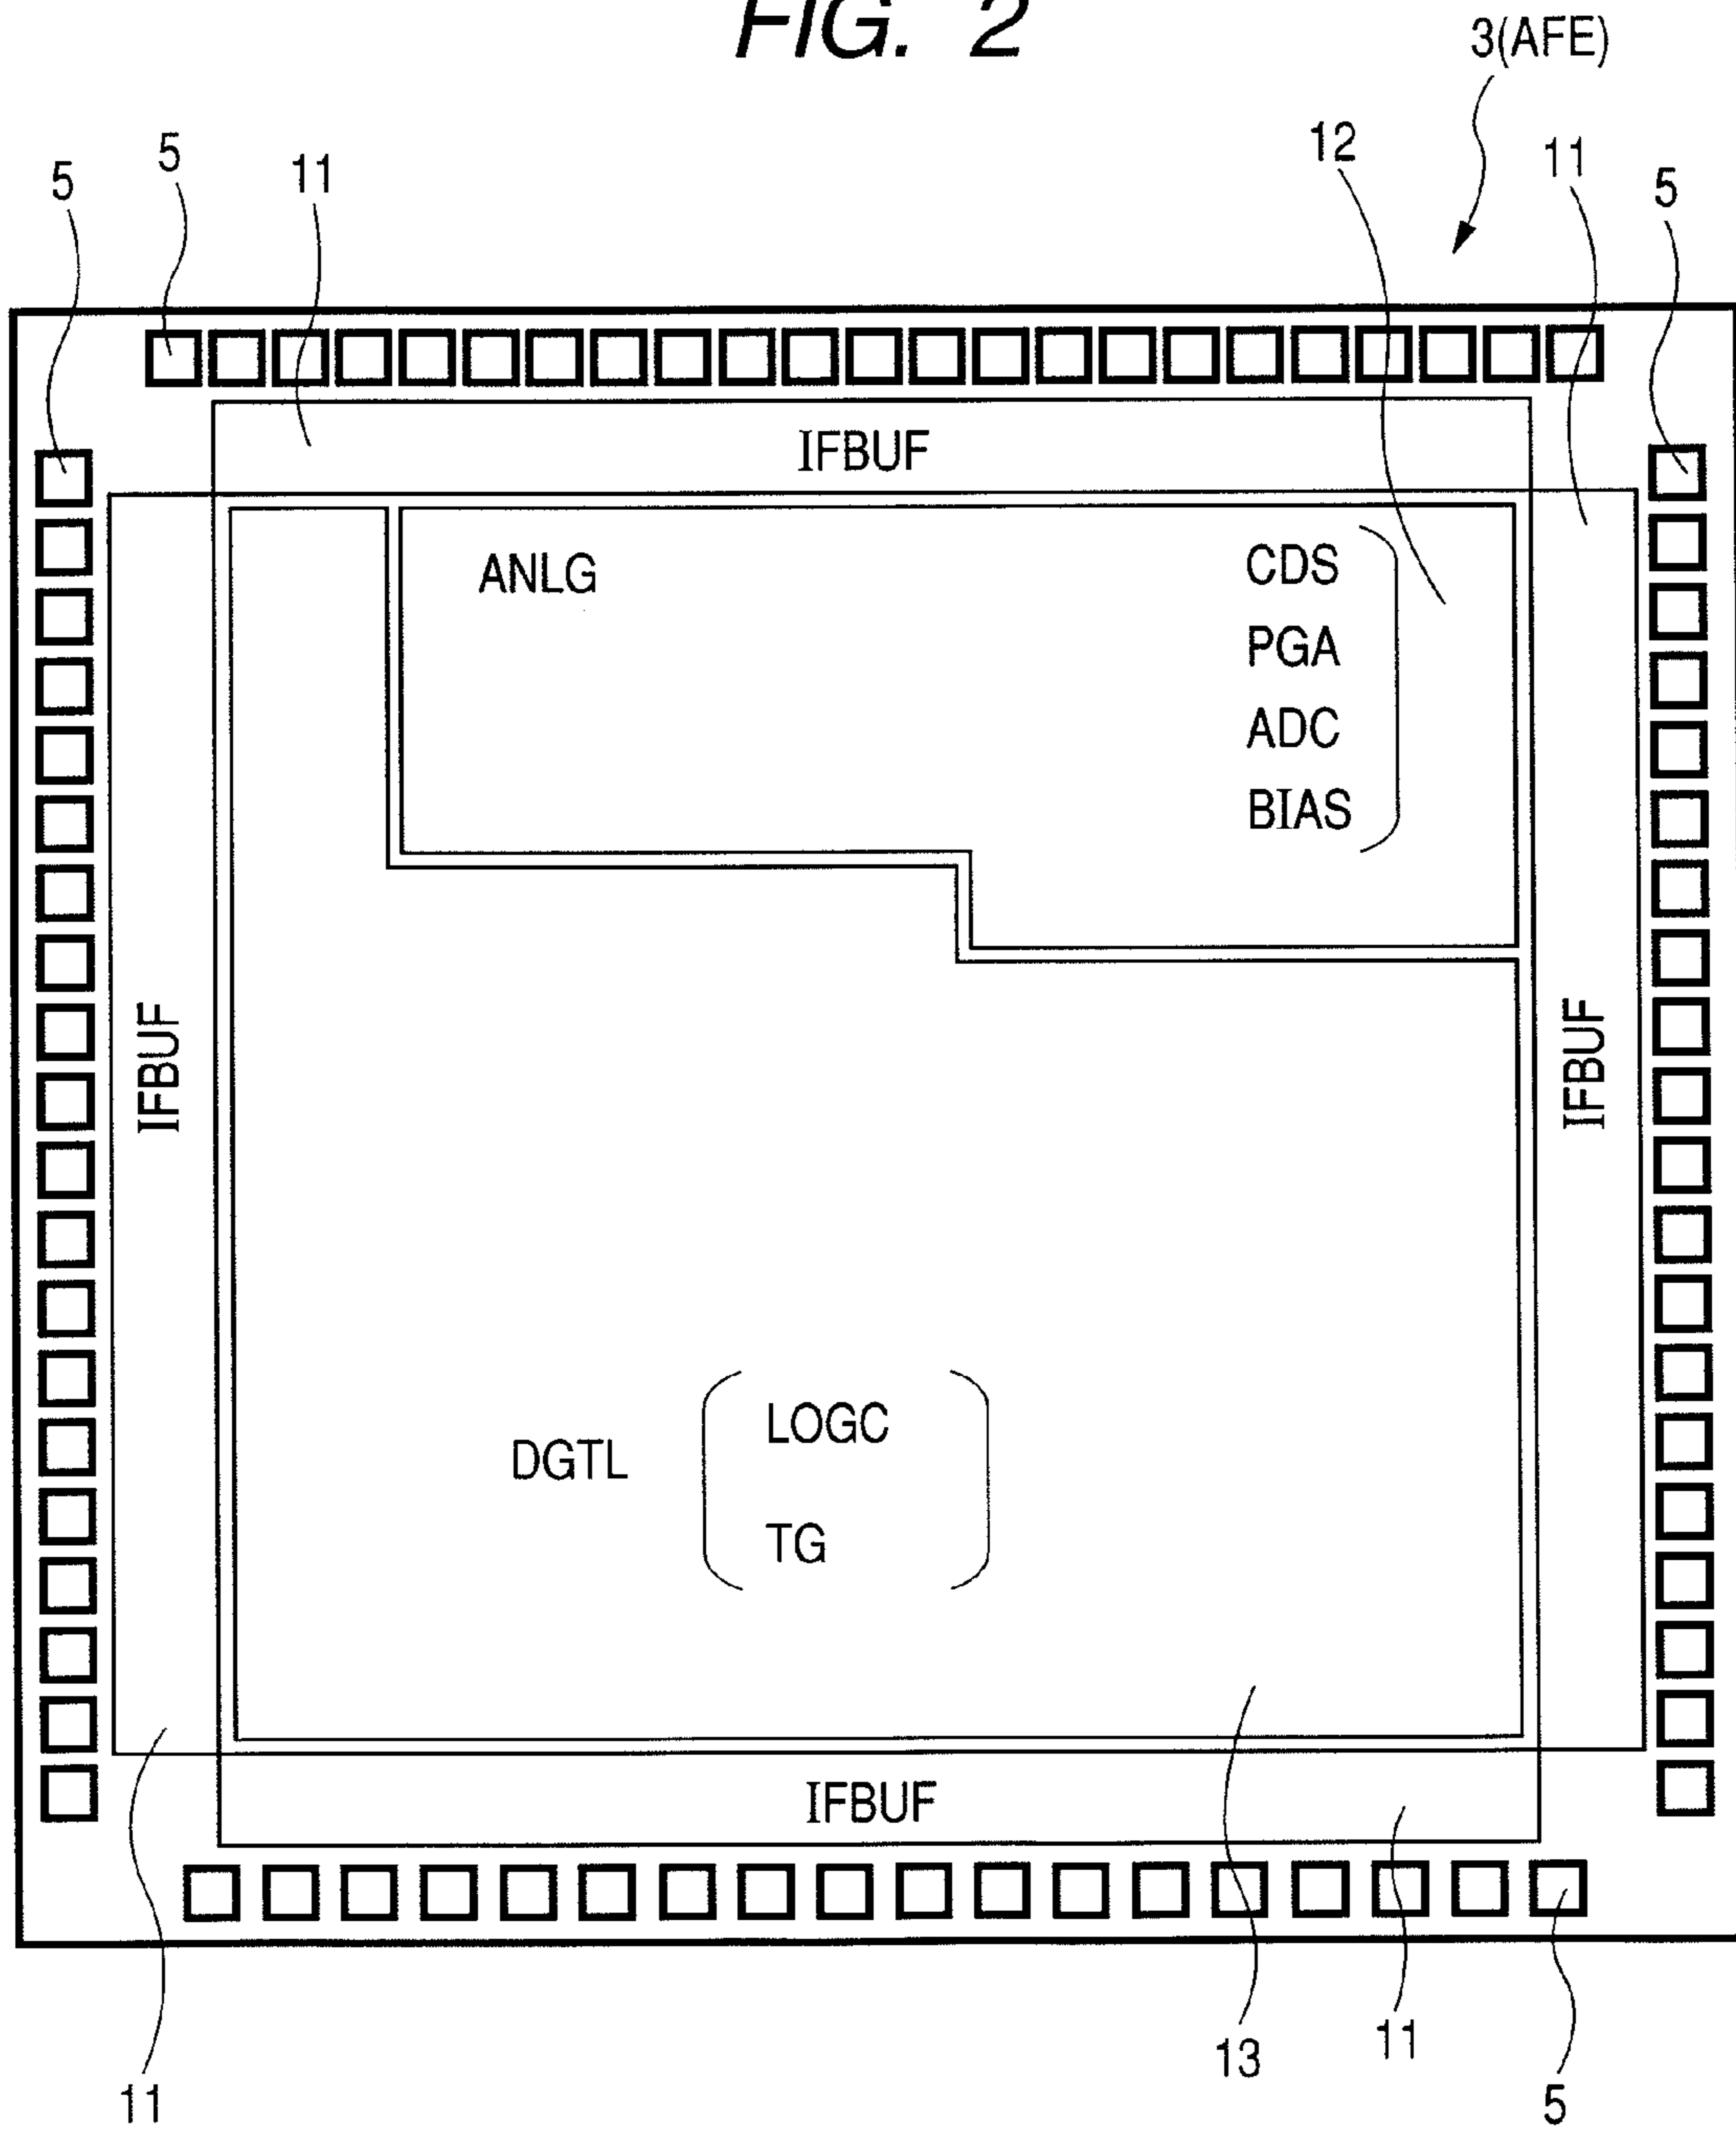 FIG. 2
3(AFE)
5
5
11
12
11
5
IFBUF
ANLG
CDS
PGA
ADC
BIAS
IFBUF
IFBUF
DGTL
LOGC
TG
IFBUF
11
13
11
5